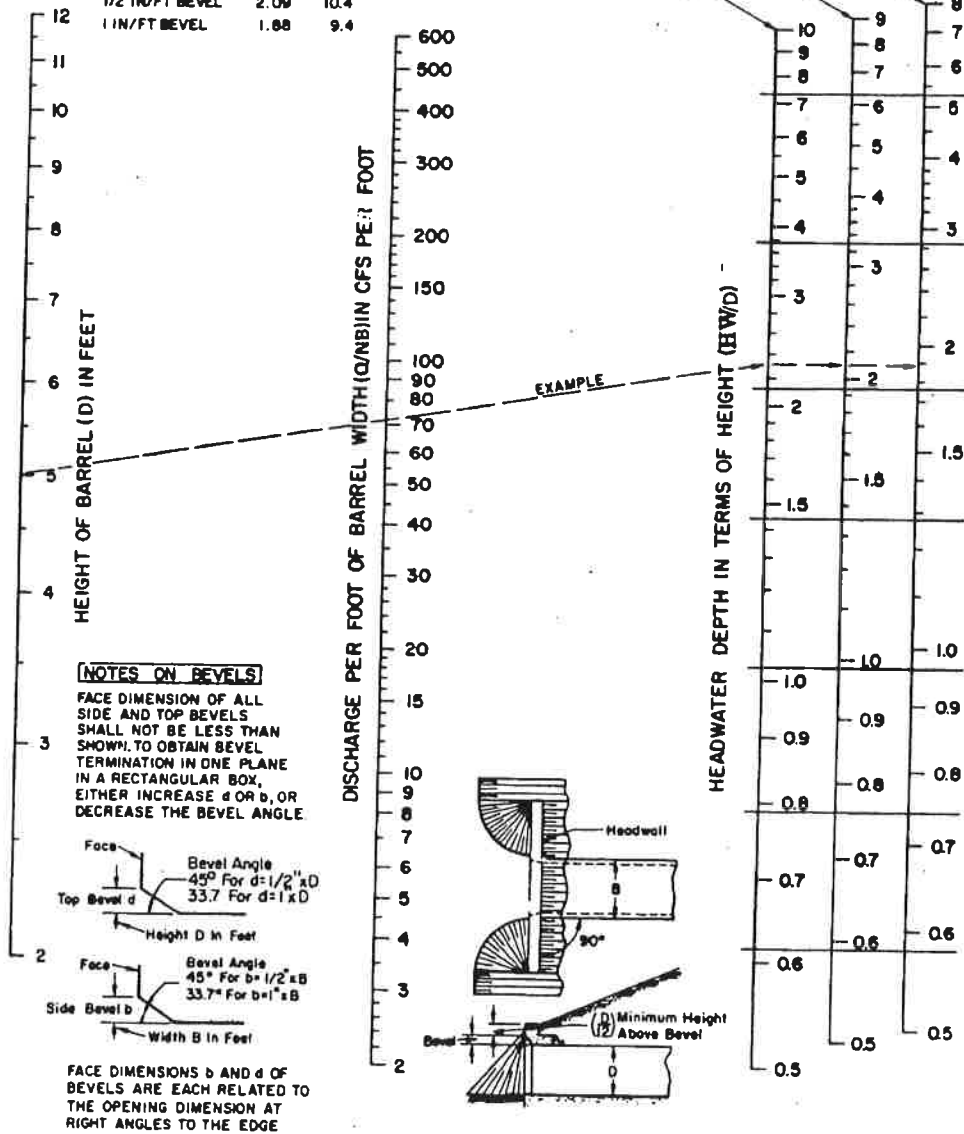 1/2 IN/FT BEVEL 2.09 10.4
1 IN/FT BEVEL 1.88 9.4
12
11
10
9
8
7
6
5
4
3
2
HEIGHT OF BARREL (D) IN FEET
600
500
400
300
200
150
100
90
80
70
60
50
40
30
20
15
10
9
8
7
6
5
4
3
2
DISCHARGE PER FOOT OF BARREL WIDTH (Q/NB) IN CFS PER FOOT
EXAMPLE
HEADWATER DEPTH IN TERMS OF HEIGHT (HW/D)
10
9
8
7
6
5
4
3
2
1.5
1.0
0.9
0.8
0.7
0.6
0.5
9
8
7
6
5
4
3
2
1.5
1.0
0.9
0.8
0.7
0.6
0.5
8
7
6
5
4
3
2
1.5
1.0
0.9
0.8
0.7
0.6
0.5
NOTES ON BEVELS
FACE DIMENSION OF ALL
SIDE AND TOP BEVELS
SHALL NOT BE LESS THAN
SHOWN. TO OBTAIN BEVEL
TERMINATION IN ONE PLANE
IN A RECTANGULAR BOX,
EITHER INCREASE d OR b, OR
DECREASE THE BEVEL ANGLE.
Face
Bevel Angle
45° For d=1/2"xD
33.7 For d=1xD
Top Bevel d
Height D In Feet
Face
Bevel Angle
45° For b=1/2"xB
33.7° For b=1"xB
Side Bevel b
Width B In Feet
FACE DIMENSIONS b AND d OF
BEVELS ARE EACH RELATED TO
THE OPENING DIMENSION AT
RIGHT ANGLES TO THE EDGE
Headwall
B
90°
(D/12) Minimum Height
Above Bevel
Bevel
D